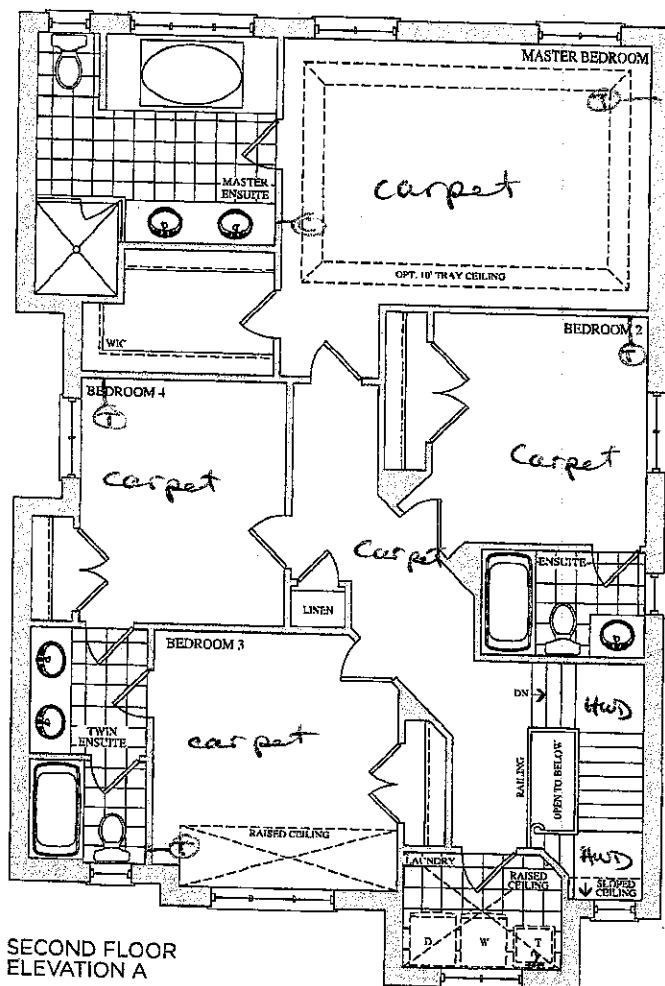 MASTER BEDROOM
T
carpet
MASTER
ENSUITE
C
OPT. 10' TRAY CEILING
WIC
BEDROOM 2
T
BEDROOM 4
T
carpet
Carpet
Carpet
ENSUITE
LINEN
BEDROOM 3
DN
HWD
TWIN
ENSUITE
carpet
RAILING
OPEN TO BELOW
RAISED CEILING
T
LAUNDRY
RAISED
CEILING
HWD
SLOPED
CEILING
D
W
T
SECOND FLOOR
ELEVATION A